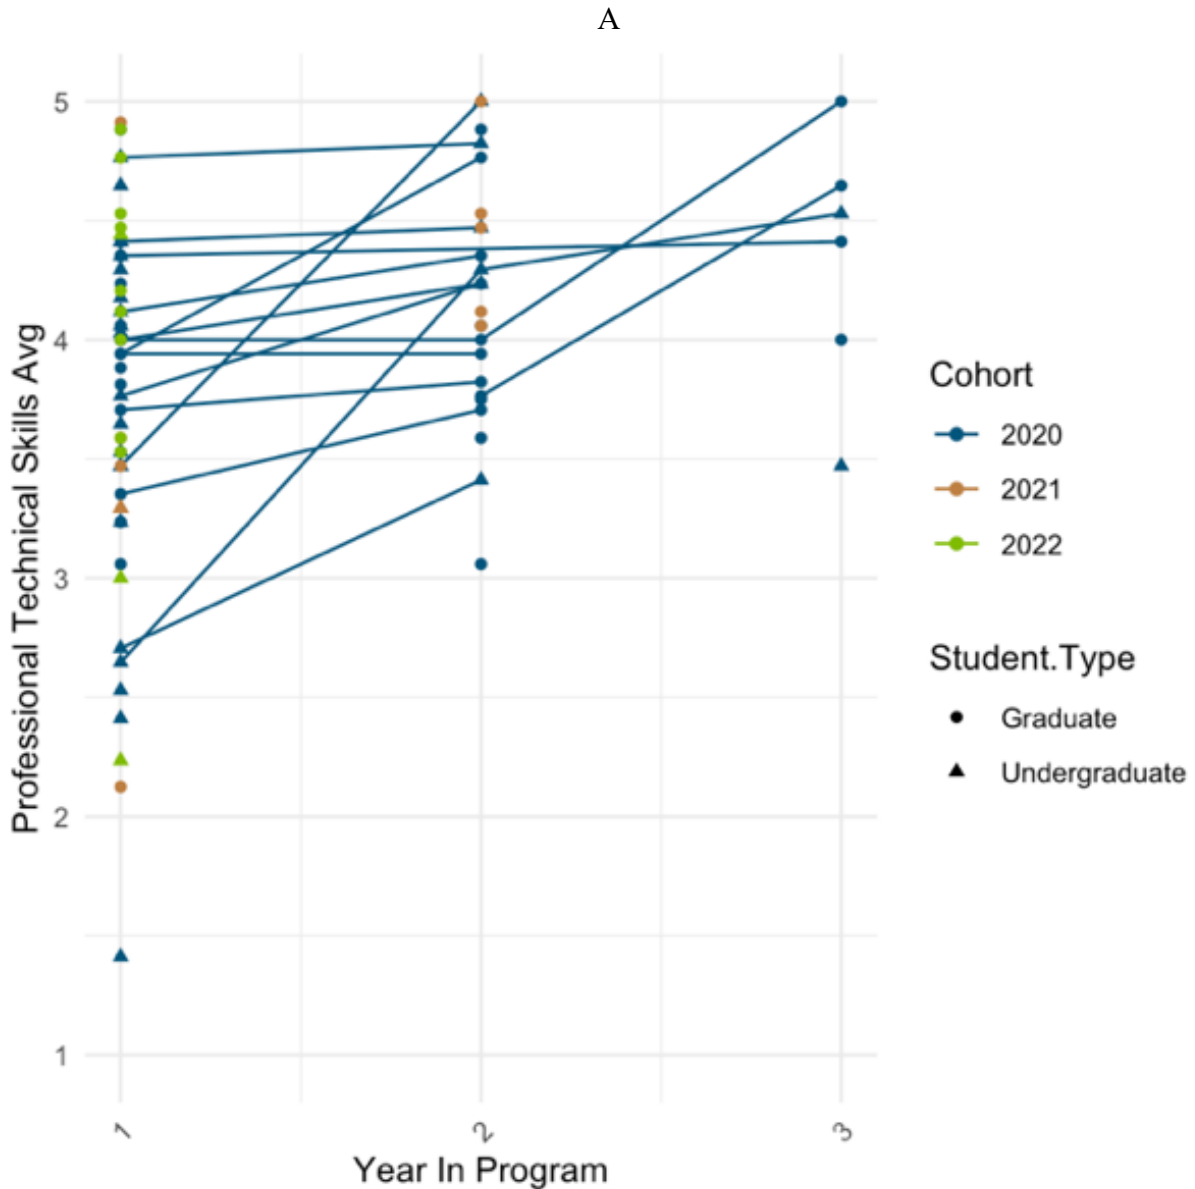 A
Professional Technical Skills Avg
5
4
3
2
1
1
2
3
Year In Program
Cohort
2020
2021
2022
Student.Type
Graduate
Undergraduate